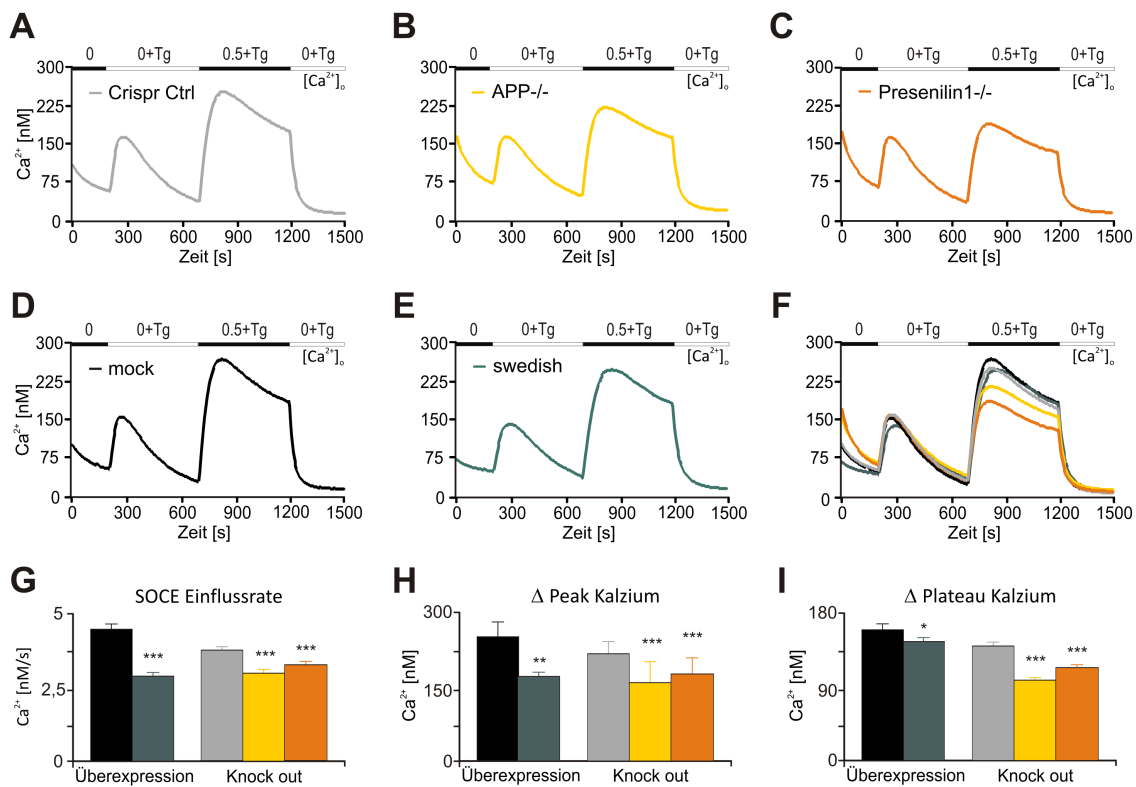 A
0 0+Tg 0.5+Tg 0+Tg
[Ca²⁺]ₒ
300
225
150
75
0
Ca²⁺ [nM]
Crispr Ctrl
0 300 600 900 1200 1500
Zeit [s]
B
0 0+Tg 0.5+Tg 0+Tg
[Ca²⁺]ₒ
300
225
150
75
0
APP-/-
0 300 600 900 1200 1500
Zeit [s]
C
0 0+Tg 0.5+Tg 0+Tg
[Ca²⁺]ₒ
300
225
150
75
0
Presenilin1-/-
0 300 600 900 1200 1500
Zeit [s]
D
0 0+Tg 0.5+Tg 0+Tg
[Ca²⁺]ₒ
300
225
150
75
0
Ca²⁺ [nM]
mock
0 300 600 900 1200 1500
Zeit [s]
E
0 0+Tg 0.5+Tg 0+Tg
[Ca²⁺]ₒ
300
225
150
75
0
swedish
0 300 600 900 1200 1500
Zeit [s]
F
0 0+Tg 0.5+Tg 0+Tg
[Ca²⁺]ₒ
300
225
150
75
0
0 300 600 900 1200 1500
Zeit [s]
G
SOCE Einflussrate
5
2,5
0
Ca²⁺ [nM/s]
*** *** ***
Überexpression Knock out
H
Δ Peak Kalzium
300
150
0
Ca²⁺ [nM]
** *** ***
Überexpression Knock out
I
Δ Plateau Kalzium
180
90
0
Ca²⁺ [nM]
* *** ***
Überexpression Knock out